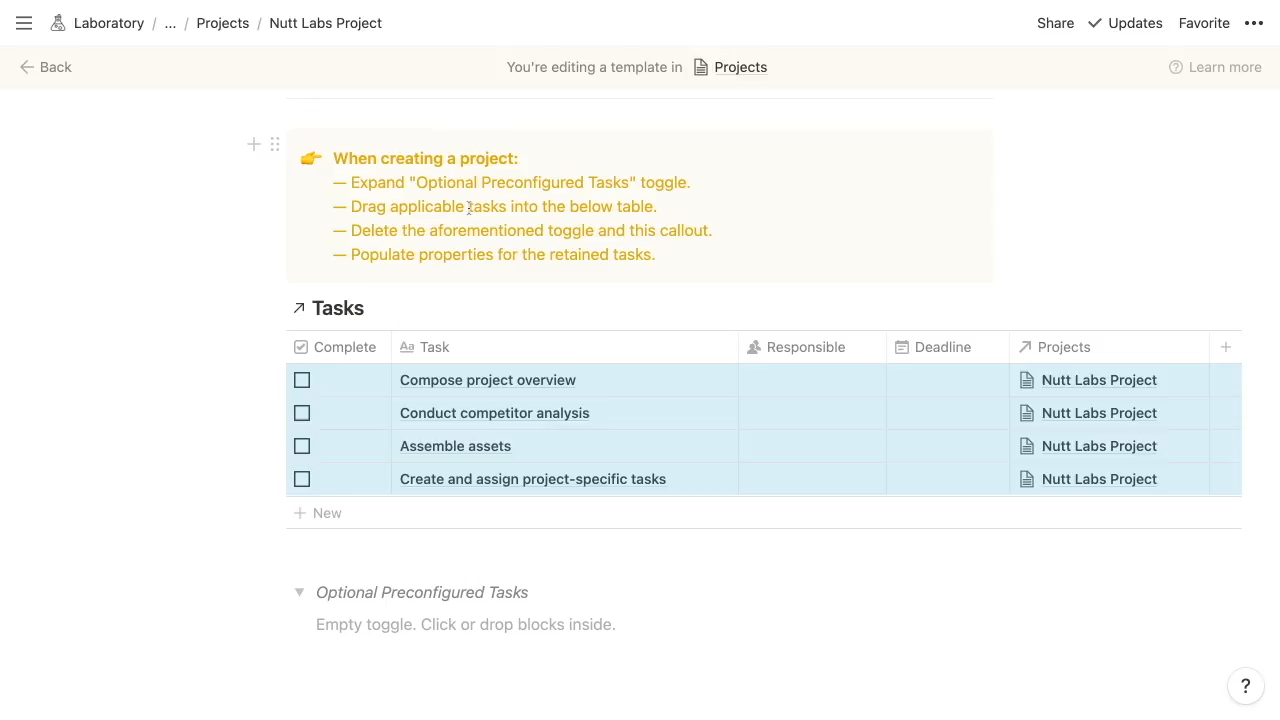 Laboratory / ... / Projects / Nutt Labs Project
Share Updates Favorite
Back
You're editing a template in Projects
Learn more
When creating a project:
— Expand "Optional Preconfigured Tasks" toggle.
— Drag applicable tasks into the below table.
— Delete the aforementioned toggle and this callout.
— Populate properties for the retained tasks.
Tasks
Complete Aa Task Responsible Deadline Projects
Compose project overview Nutt Labs Project
Conduct competitor analysis Nutt Labs Project
Assemble assets Nutt Labs Project
Create and assign project-specific tasks Nutt Labs Project
New
Optional Preconfigured Tasks
Empty toggle. Click or drop blocks inside.
?